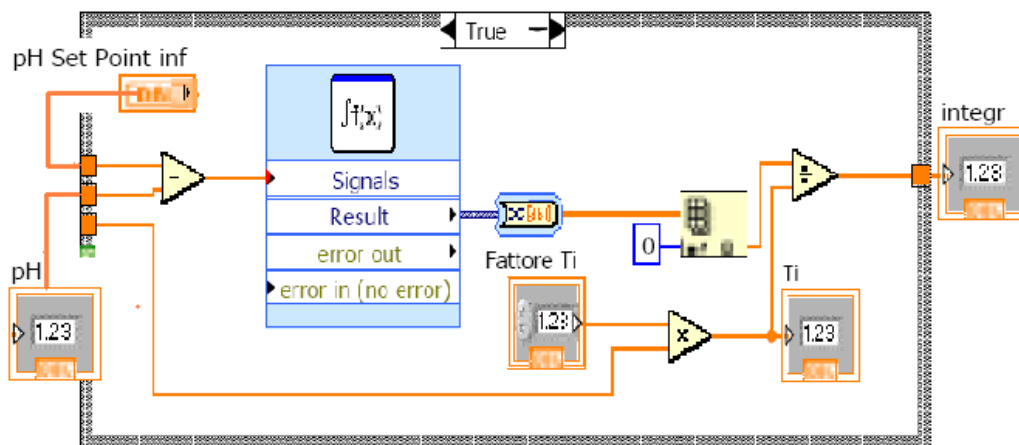 True
pH Set Point inf
integr
Signals
1.23
Result
0
error out
Fattore Ti
Ti
pH
error in (no error)
1.23
1.23
1.23
x